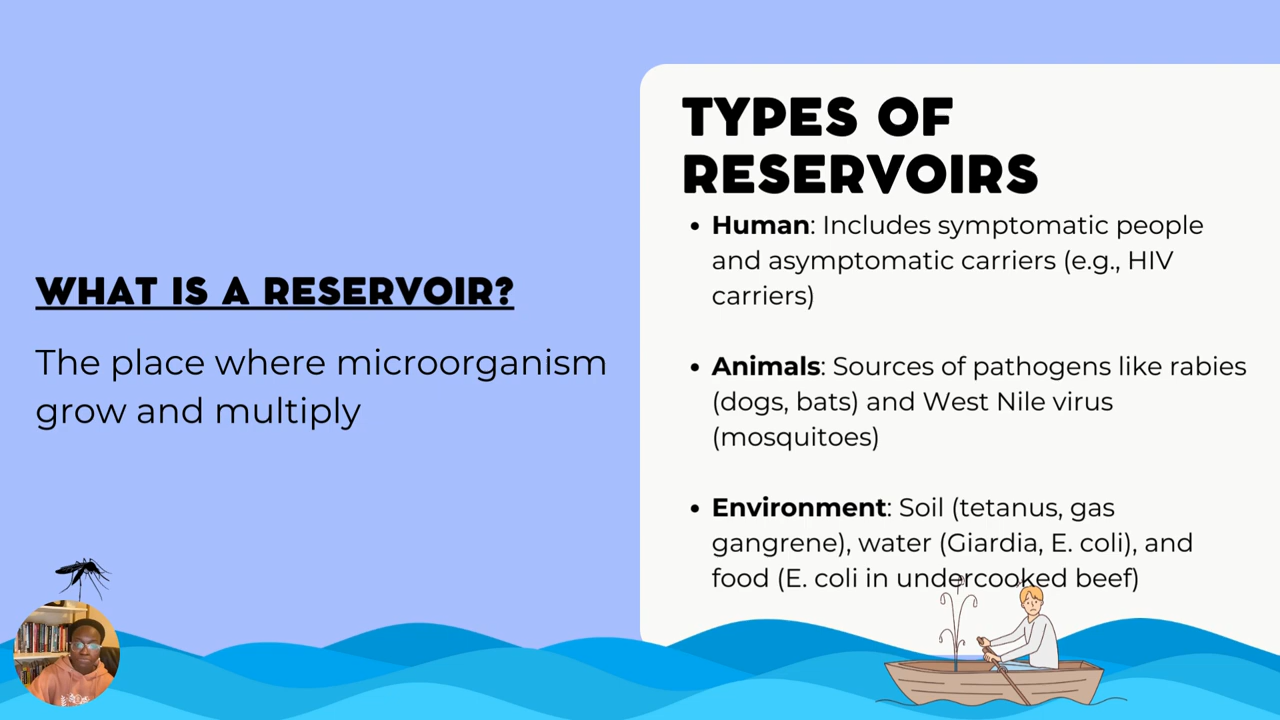 WHAT IS A RESERVOIR?
The place where microorganism
grow and multiply
TYPES OF
RESERVOIRS
• Human: Includes symptomatic people
and asymptomatic carriers (e.g., HIV
carriers)
• Animals: Sources of pathogens like rabies
(dogs, bats) and West Nile virus
(mosquitoes)
• Environment: Soil (tetanus, gas
gangrene), water (Giardia, E. coli), and
food (E. coli in undercooked beef)